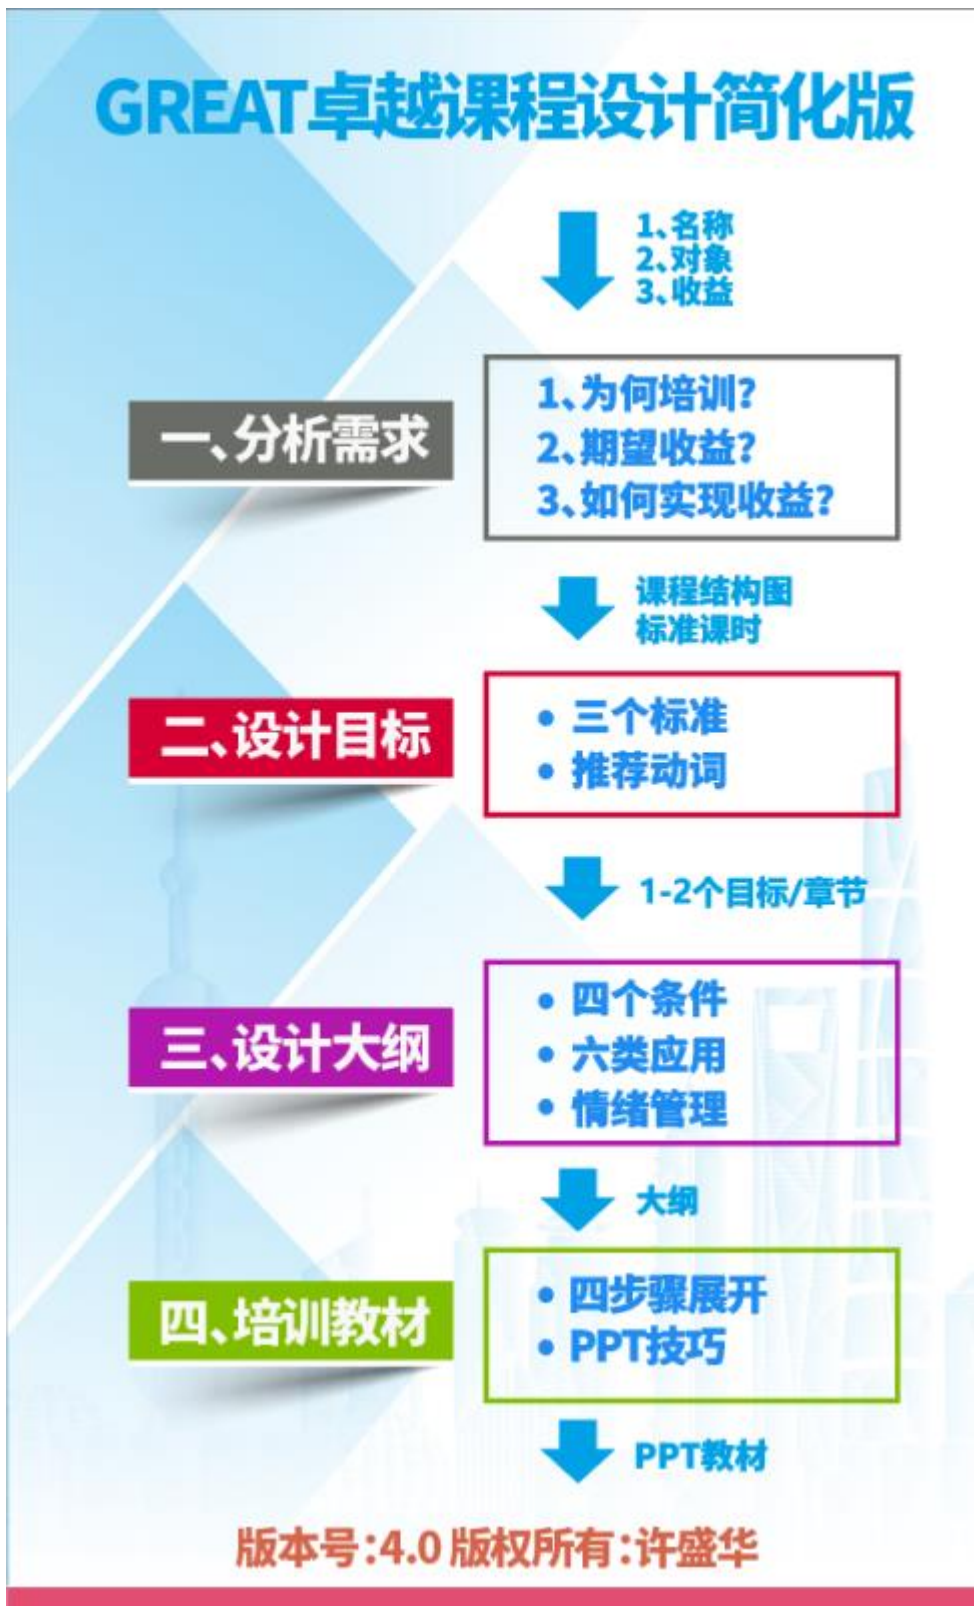 GREAT卓越课程设计简化版
1、名称
2、对象
3、收益
一、分析需求
1、为何培训?
2、期望收益?
3、如何实现收益?
课程结构图
标准课时
二、设计目标
• 三个标准
• 推荐动词
1-2个目标/章节
三、设计大纲
• 四个条件
• 六类应用
• 情绪管理
大纲
四、培训教材
• 四步骤展开
• PPT技巧
PPT教材
版本号:4.0 版权所有:许盛华